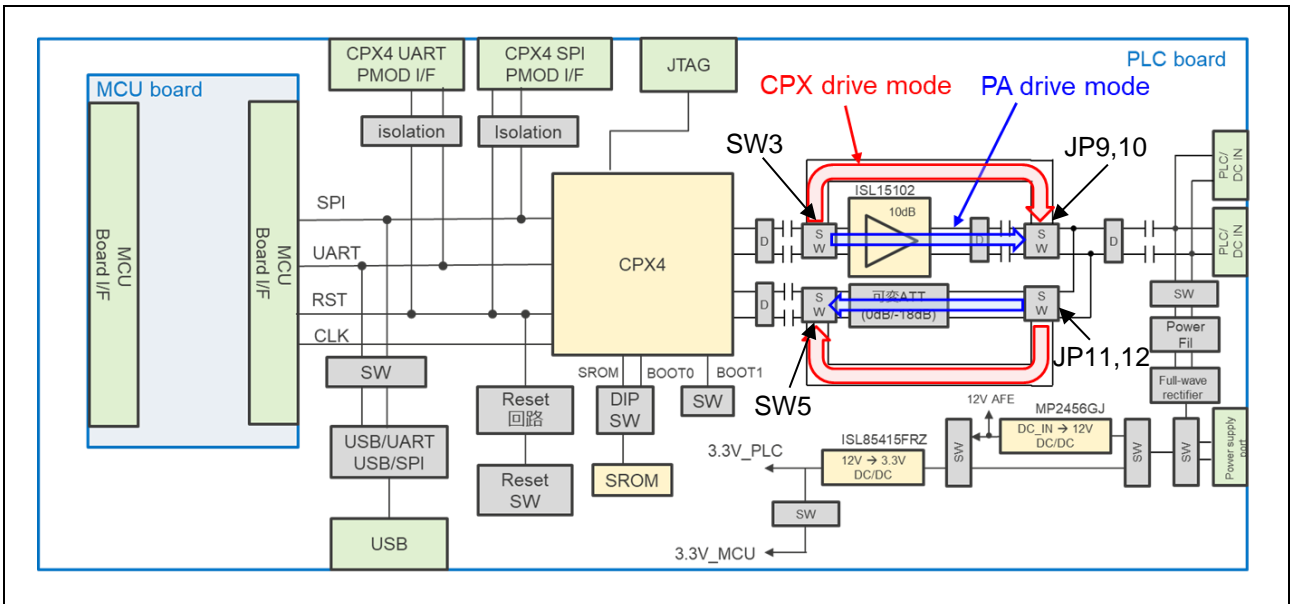 CPX4 UART
PMOD I/F
CPX4 SPI
PMOD I/F
JTAG
PLC board
MCU board
CPX drive mode
PA drive mode
isolation
Isolation
SW3
JP9,10
PLC/
DC IN
ISL15102
10dB
SPI
UART
RST
CLK
MCU
Board I/F
MCU
Board I/F
CPX4
D
S
W
D
S
W
D
PLC/
DC IN
D
S
W
可変ATT
(0dB/-18dB)
S
W
SW
Power
Fil
JP11,12
SW5
SW
SROM
BOOT0
BOOT1
Reset
回路
DIP
SW
SW
Full-wave
rectifier
12V AFE
MP2456GJ
DC_IN → 12V
DC/DC
USB/UART
USB/SPI
3.3V_PLC
ISL85415FRZ
12V → 3.3V
DC/DC
SW
SW
SW
Power supply
port
Reset
SW
SROM
SW
USB
3.3V_MCU